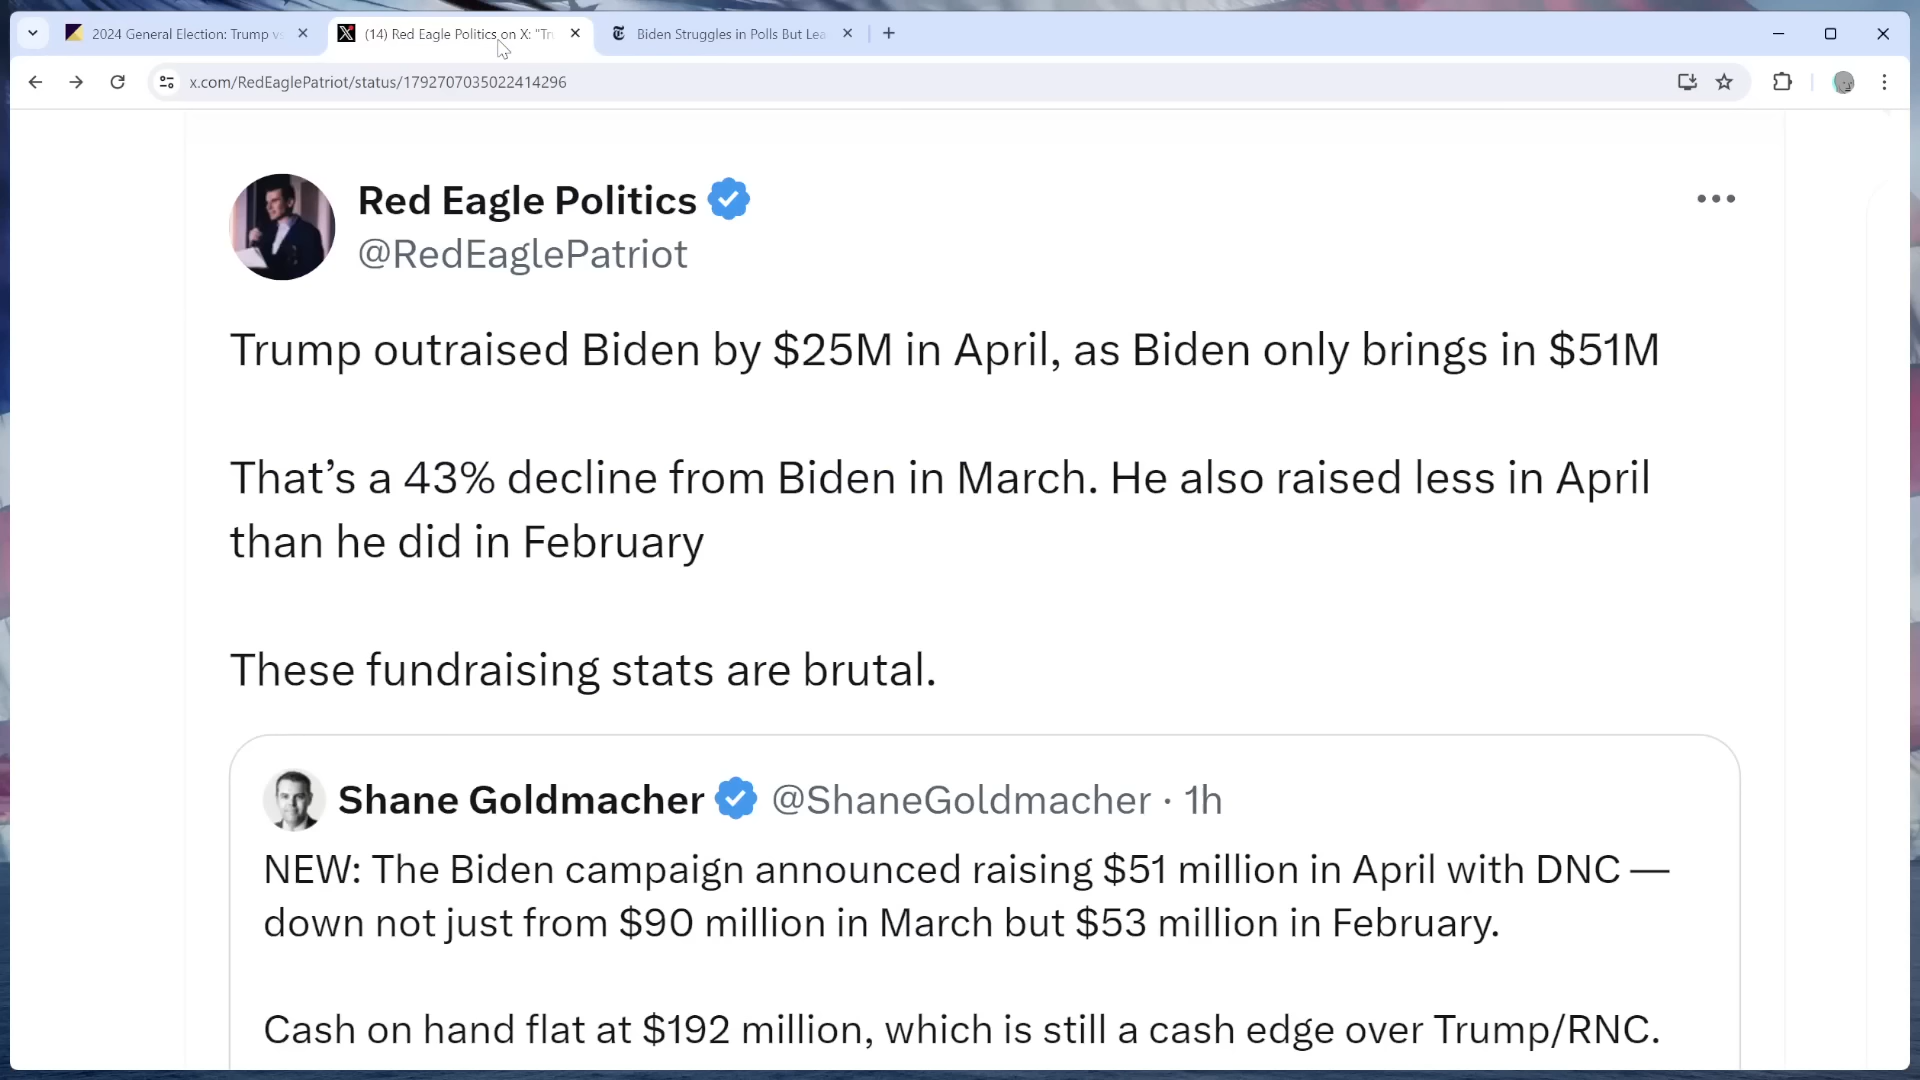 2024 General Election: Trump vs
(14) Red Eagle Politics on X: "Tr
Biden Struggles in Polls But Lea
x.com/RedEaglePatriot/status/1792707035022414296
Red Eagle Politics
@RedEaglePatriot
Trump outraised Biden by $25M in April, as Biden only brings in $51M
That’s a 43% decline from Biden in March. He also raised less in April
than he did in February
These fundraising stats are brutal.
Shane Goldmacher @ShaneGoldmacher · 1h
NEW: The Biden campaign announced raising $51 million in April with DNC —
down not just from $90 million in March but $53 million in February.
Cash on hand flat at $192 million, which is still a cash edge over Trump/RNC.